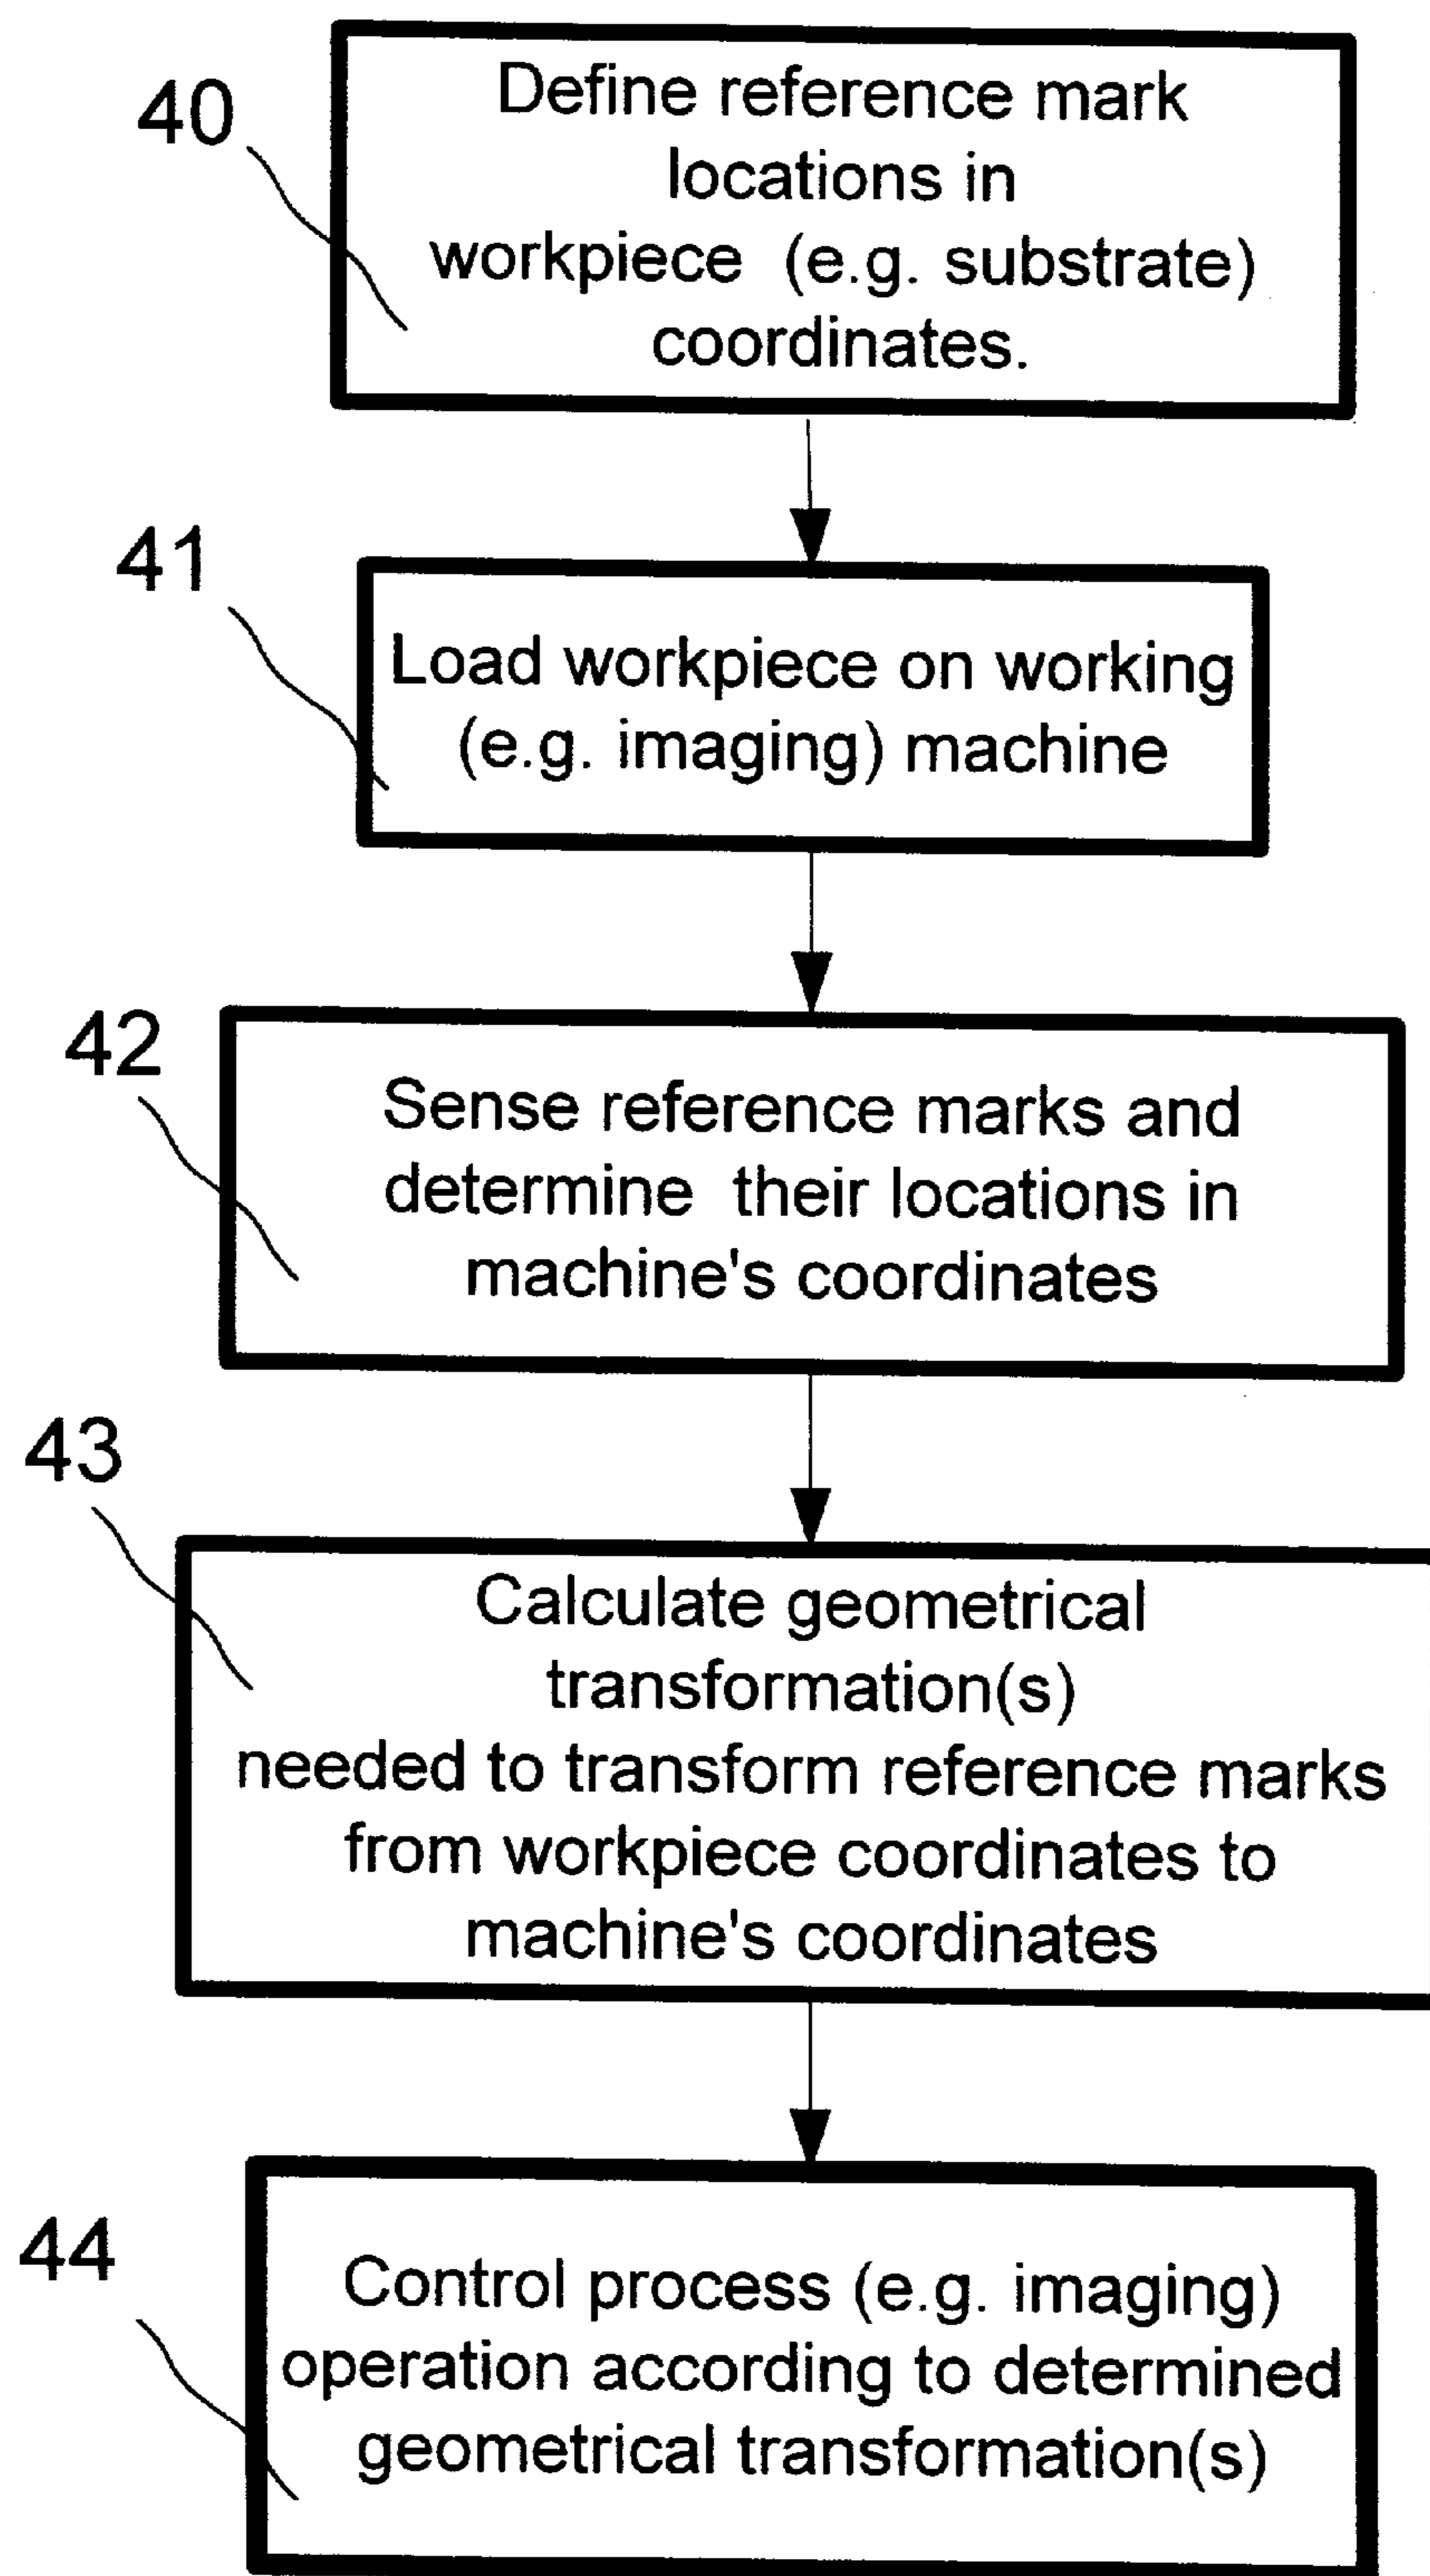 40
Define reference mark
locations in
workpiece (e.g. substrate)
coordinates.
41
Load workpiece on working
(e.g. imaging) machine
42
Sense reference marks and
determine their locations in
machine's coordinates
43
Calculate geometrical
transformation(s)
needed to transform reference marks
from workpiece coordinates to
machine's coordinates
44
Control process (e.g. imaging)
operation according to determined
geometrical transformation(s)